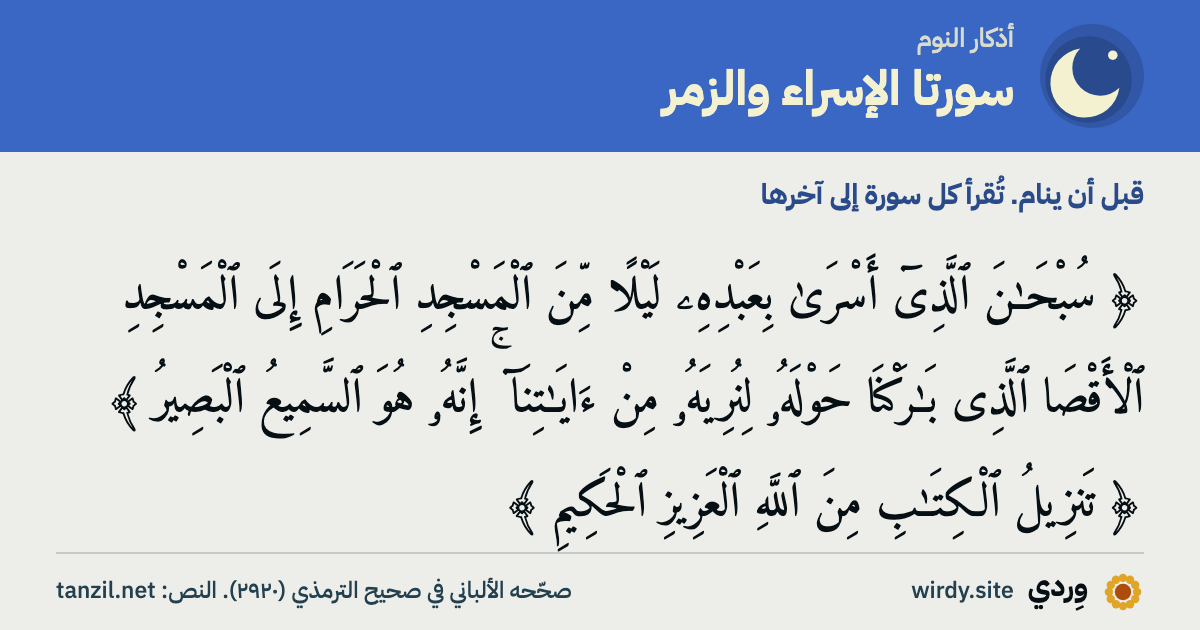 أذكار النوم
سورتا الإسراء والزمر
قبل أن ينام. تُقرأ كل سورة إلى آخرها
﴿ سُبْحَـٰنَ ٱلَّذِىٓ أَسْرَىٰ بِعَبْدِهِۦ لَيْلًا مِّنَ ٱلْمَسْجِدِ ٱلْحَرَامِ إِلَى ٱلْمَسْجِدِ
ٱلْأَقْصَا ٱلَّذِى بَـٰرَكْنَا حَوْلَهُۥ لِنُرِيَهُۥ مِنْ ءَايَـٰتِنَآ ۚ إِنَّهُۥ هُوَ ٱلسَّمِيعُ ٱلْبَصِيرُ ﴾
﴿ تَنزِيلُ ٱلْكِتَـٰبِ مِنَ ٱللَّهِ ٱلْعَزِيزِ ٱلْحَكِيمِ ﴾
وِردي wirdy.site
صحّحه الألباني في صحيح الترمذي (٢٩٢٠). النص: tanzil.net